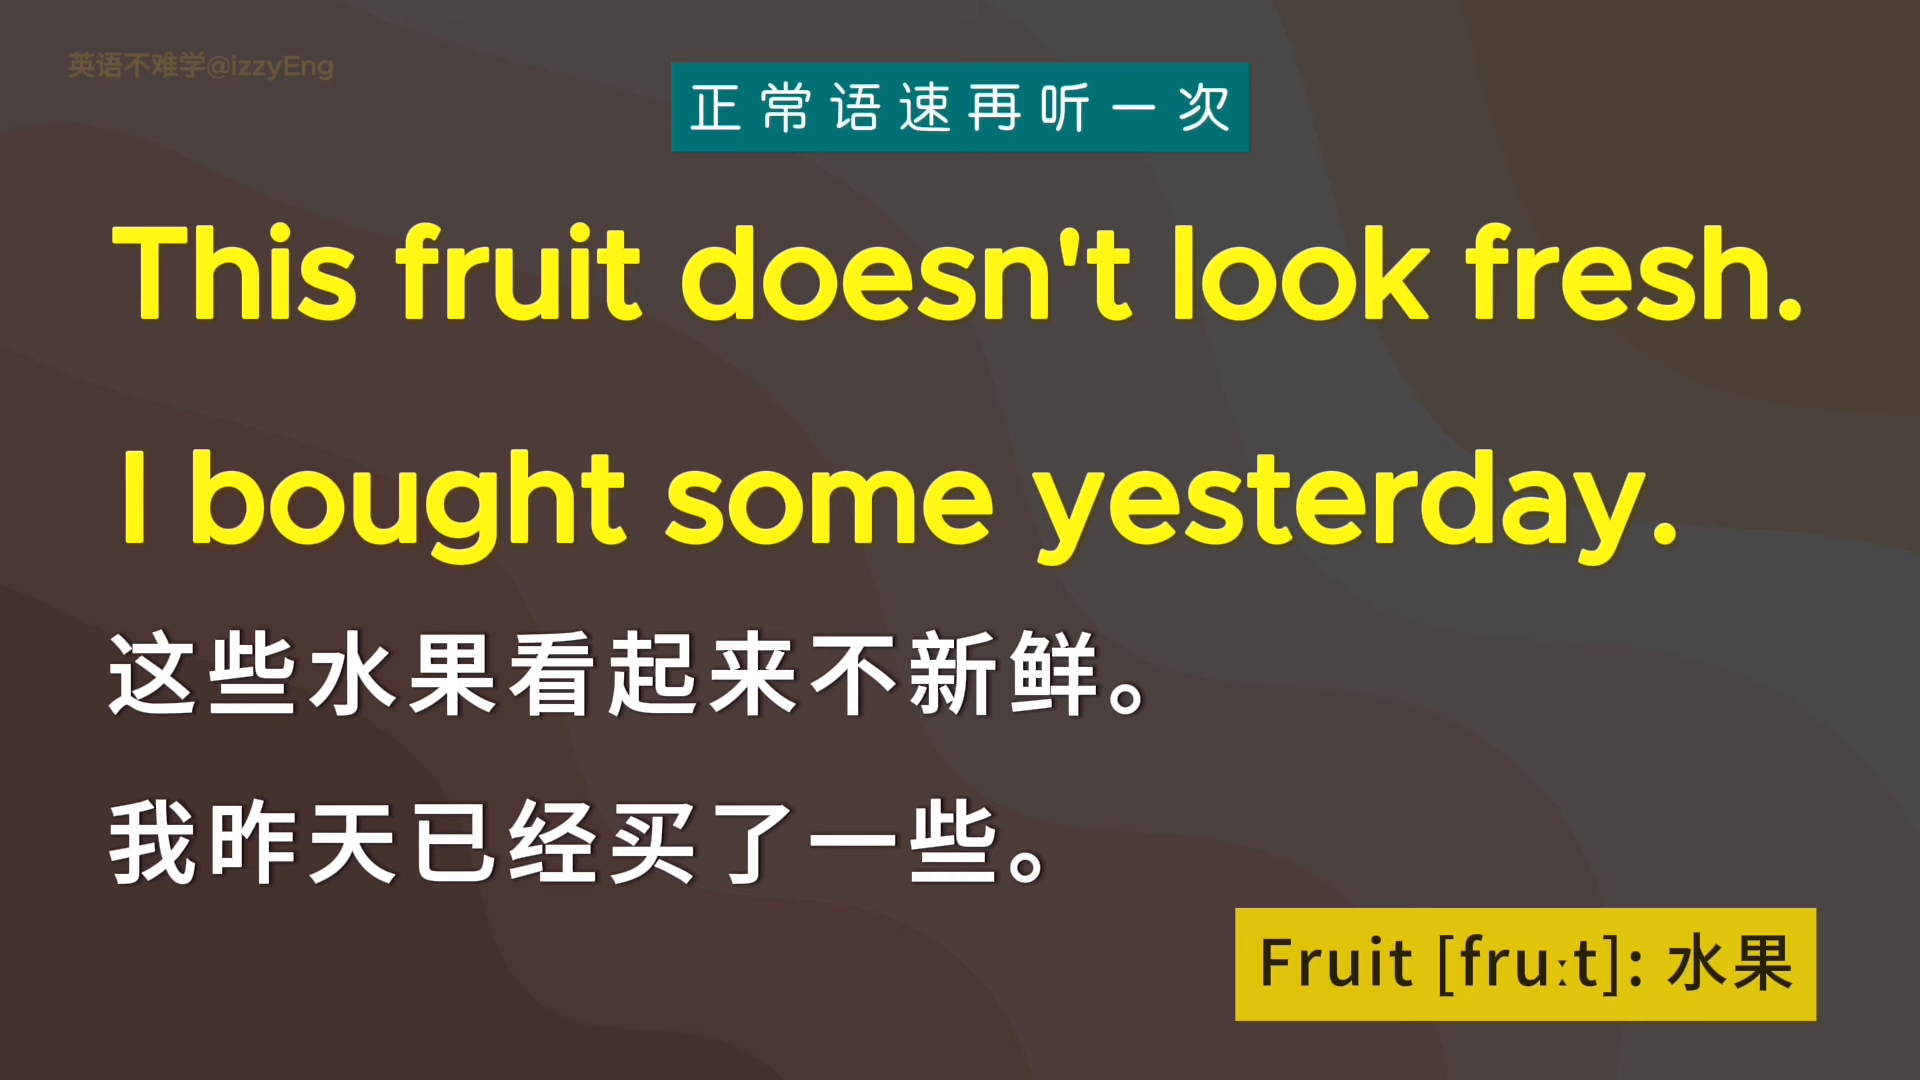 英语不难学@izzyEng
正常语速再听一次
This fruit doesn't look fresh.
I bought some yesterday.
这些水果看起来不新鲜。
我昨天已经买了一些。
Fruit [fruːt]: 水果